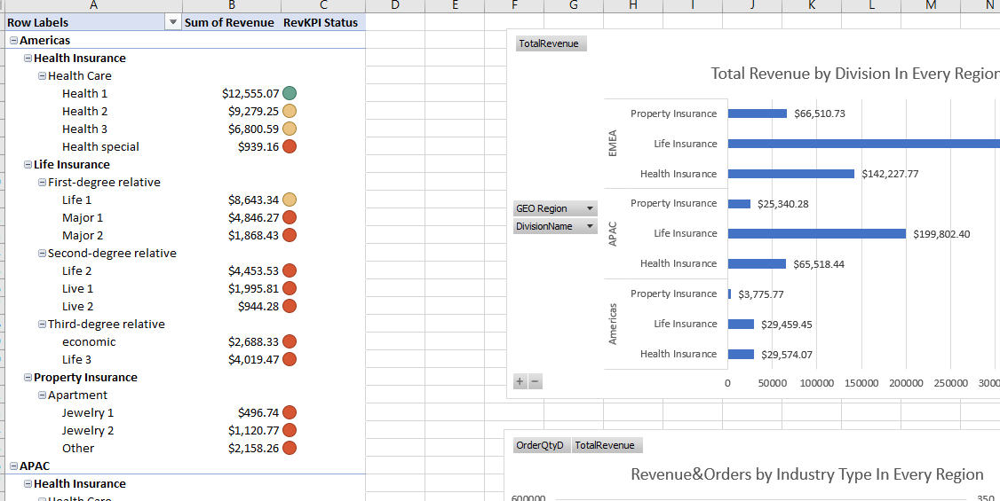 A B C D E F G H I J K L M N
Row Labels Sum of Revenue RevKPI Status
Americas
Health Insurance
Health Care
Health 1 $12,555.07
Health 2 $9,279.25
Health 3 $6,800.59
Health special $939.16
Life Insurance
First-degree relative
Life 1 $8,643.34
Major 1 $4,846.27
Major 2 $1,868.43
Second-degree relative
Life 2 $4,453.53
Live 1 $1,995.81
Live 2 $944.28
Third-degree relative
economic $2,688.33
Life 3 $4,019.47
Property Insurance
Apartment
Jewelry 1 $496.74
Jewelry 2 $1,120.77
Other $2,158.26
APAC
Health Insurance
Health Care
TotalRevenue
Total Revenue by Division In Every Region
GEO Region
DivisionName
EMEA
Property Insurance $66,510.73
Life Insurance
Health Insurance $142,227.77
APAC
Property Insurance $25,340.28
Life Insurance $199,802.40
Health Insurance $65,518.44
Americas
Property Insurance $3,775.77
Life Insurance $29,459.45
Health Insurance $29,574.07
+ −
0 50000 100000 150000 200000 250000 3000
OrderQtyD TotalRevenue
Revenue&Orders by Industry Type In Every Region
600000 350